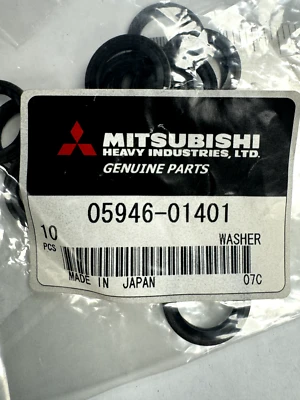 MITSUBISHI
HEAVY INDUSTRIES, LTD.
GENUINE PARTS
05946-01401
10
PCS
WASHER
MADE IN JAPAN
07C